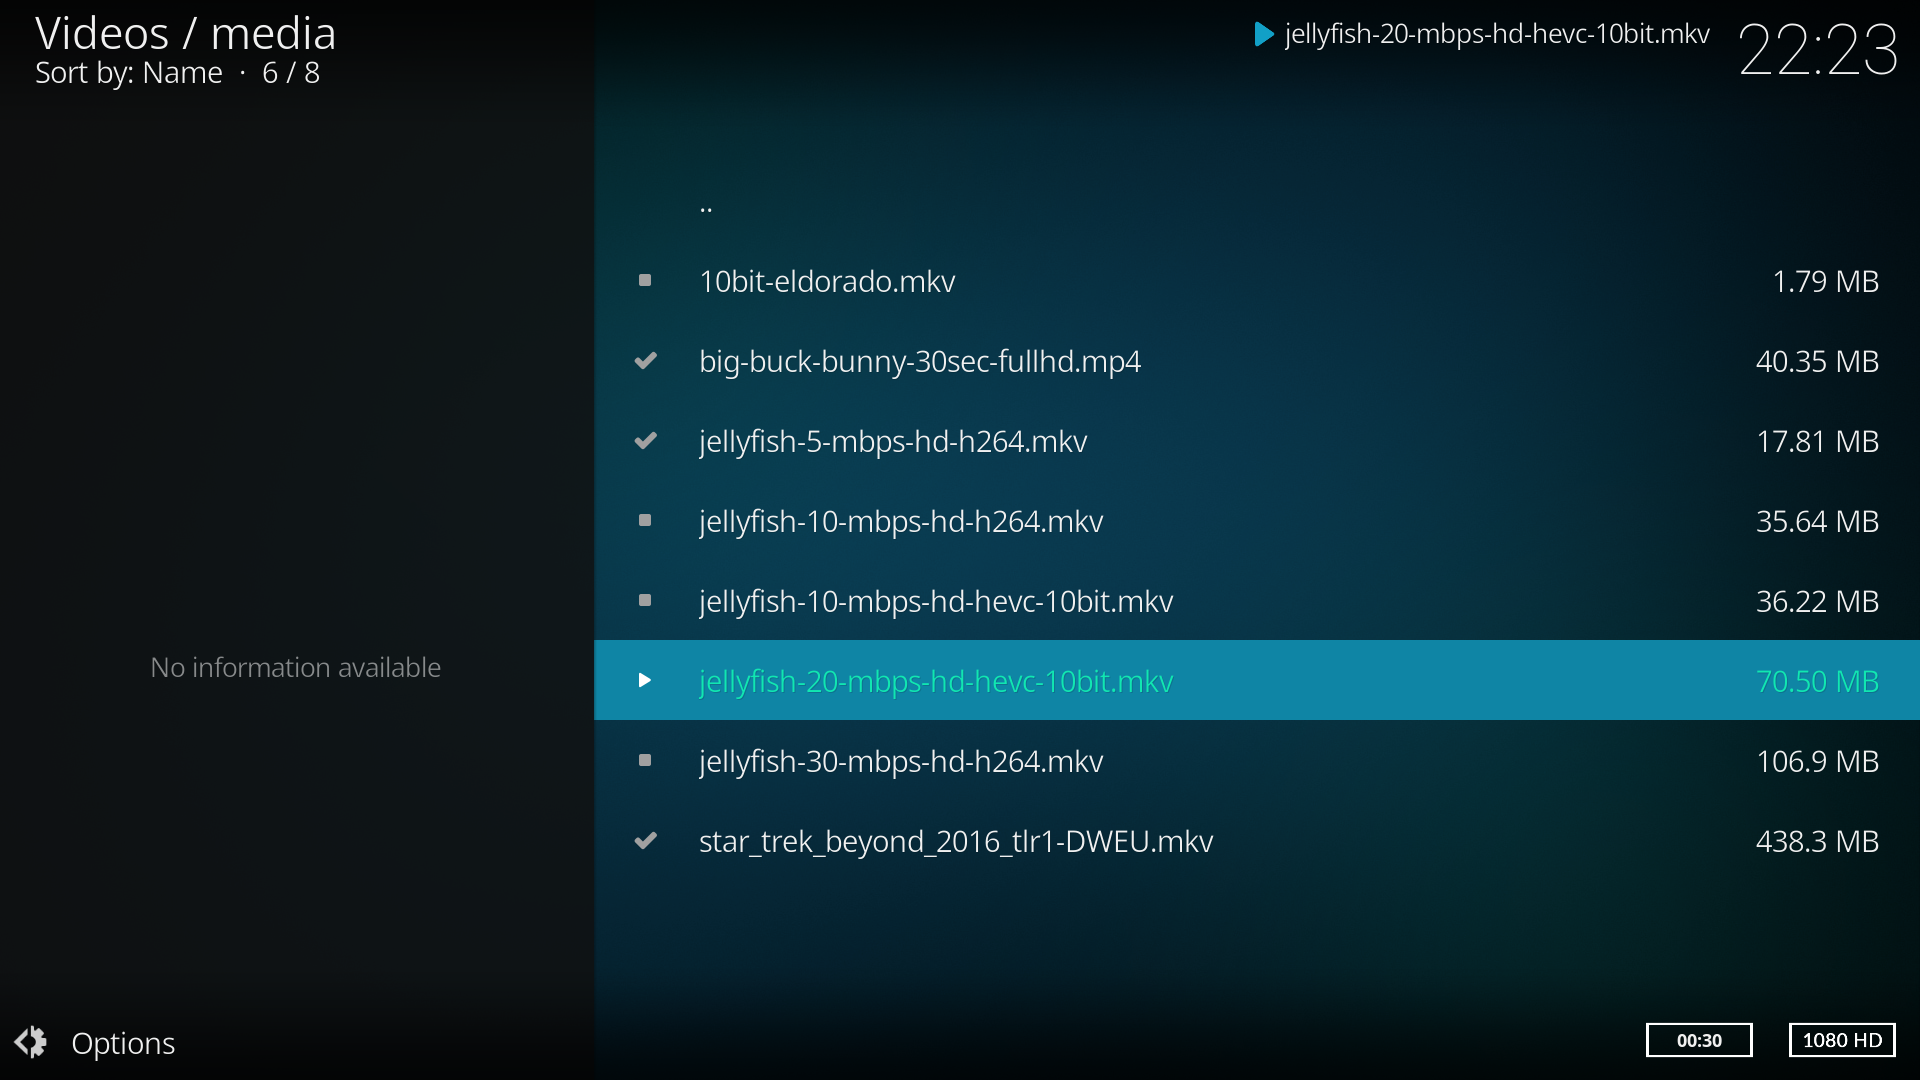 Videos / media
Sort by: Name · 6 / 8
jellyfish-20-mbps-hd-hevc-10bit.mkv
22:23
..
10bit-eldorado.mkv 1.79 MB
big-buck-bunny-30sec-fullhd.mp4 40.35 MB
jellyfish-5-mbps-hd-h264.mkv 17.81 MB
jellyfish-10-mbps-hd-h264.mkv 35.64 MB
jellyfish-10-mbps-hd-hevc-10bit.mkv 36.22 MB
No information available
jellyfish-20-mbps-hd-hevc-10bit.mkv 70.50 MB
jellyfish-30-mbps-hd-h264.mkv 106.9 MB
star_trek_beyond_2016_tlr1-DWEU.mkv 438.3 MB
Options
00:30
1080 HD